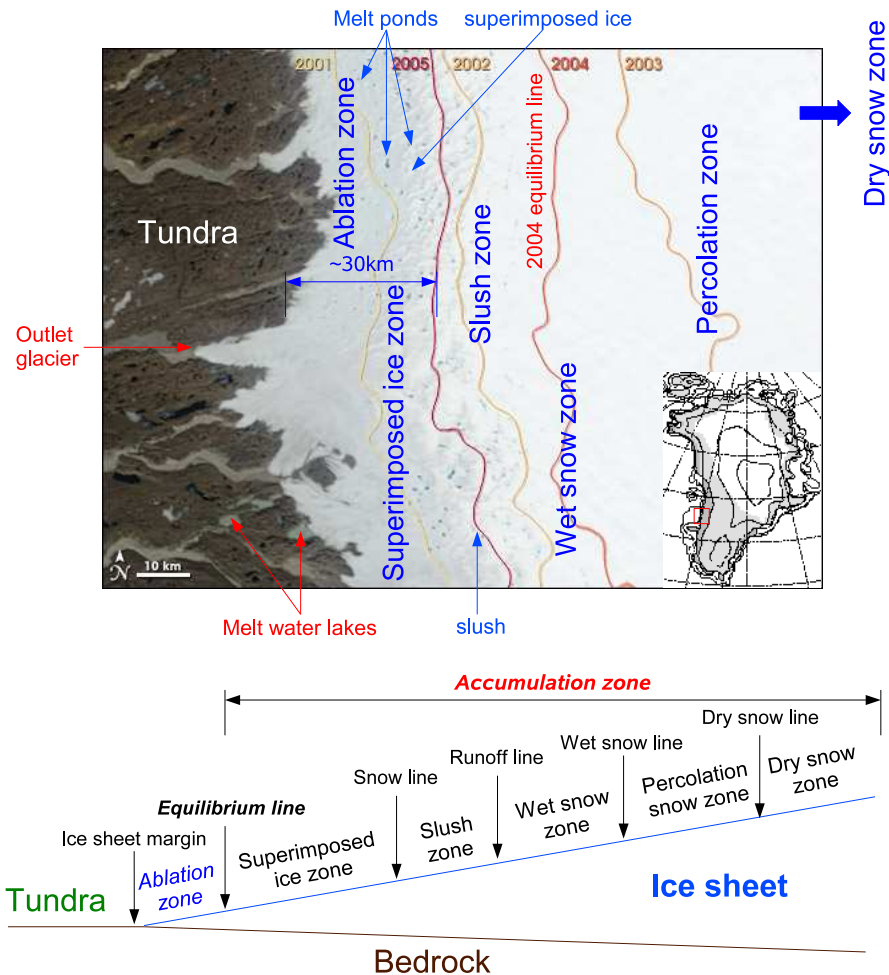 Melt ponds
superimposed ice
2001
2005
2002
2004
2003
Ablation zone
2004 equilibrium line
Percolation zone
Dry snow zone
Tundra
~30km
Slush zone
Outlet
glacier
Superimposed ice zone
Wet snow zone
N
10 km
Melt water lakes
slush
Accumulation zone
Dry snow line
Wet snow line
Runoff line
Snow line
Equilibrium line
Ice sheet margin
Ablation
zone
Superimposed
ice zone
Slush
zone
Wet snow
zone
Percolation
snow zone
Dry snow
zone
Tundra
Ice sheet
Bedrock